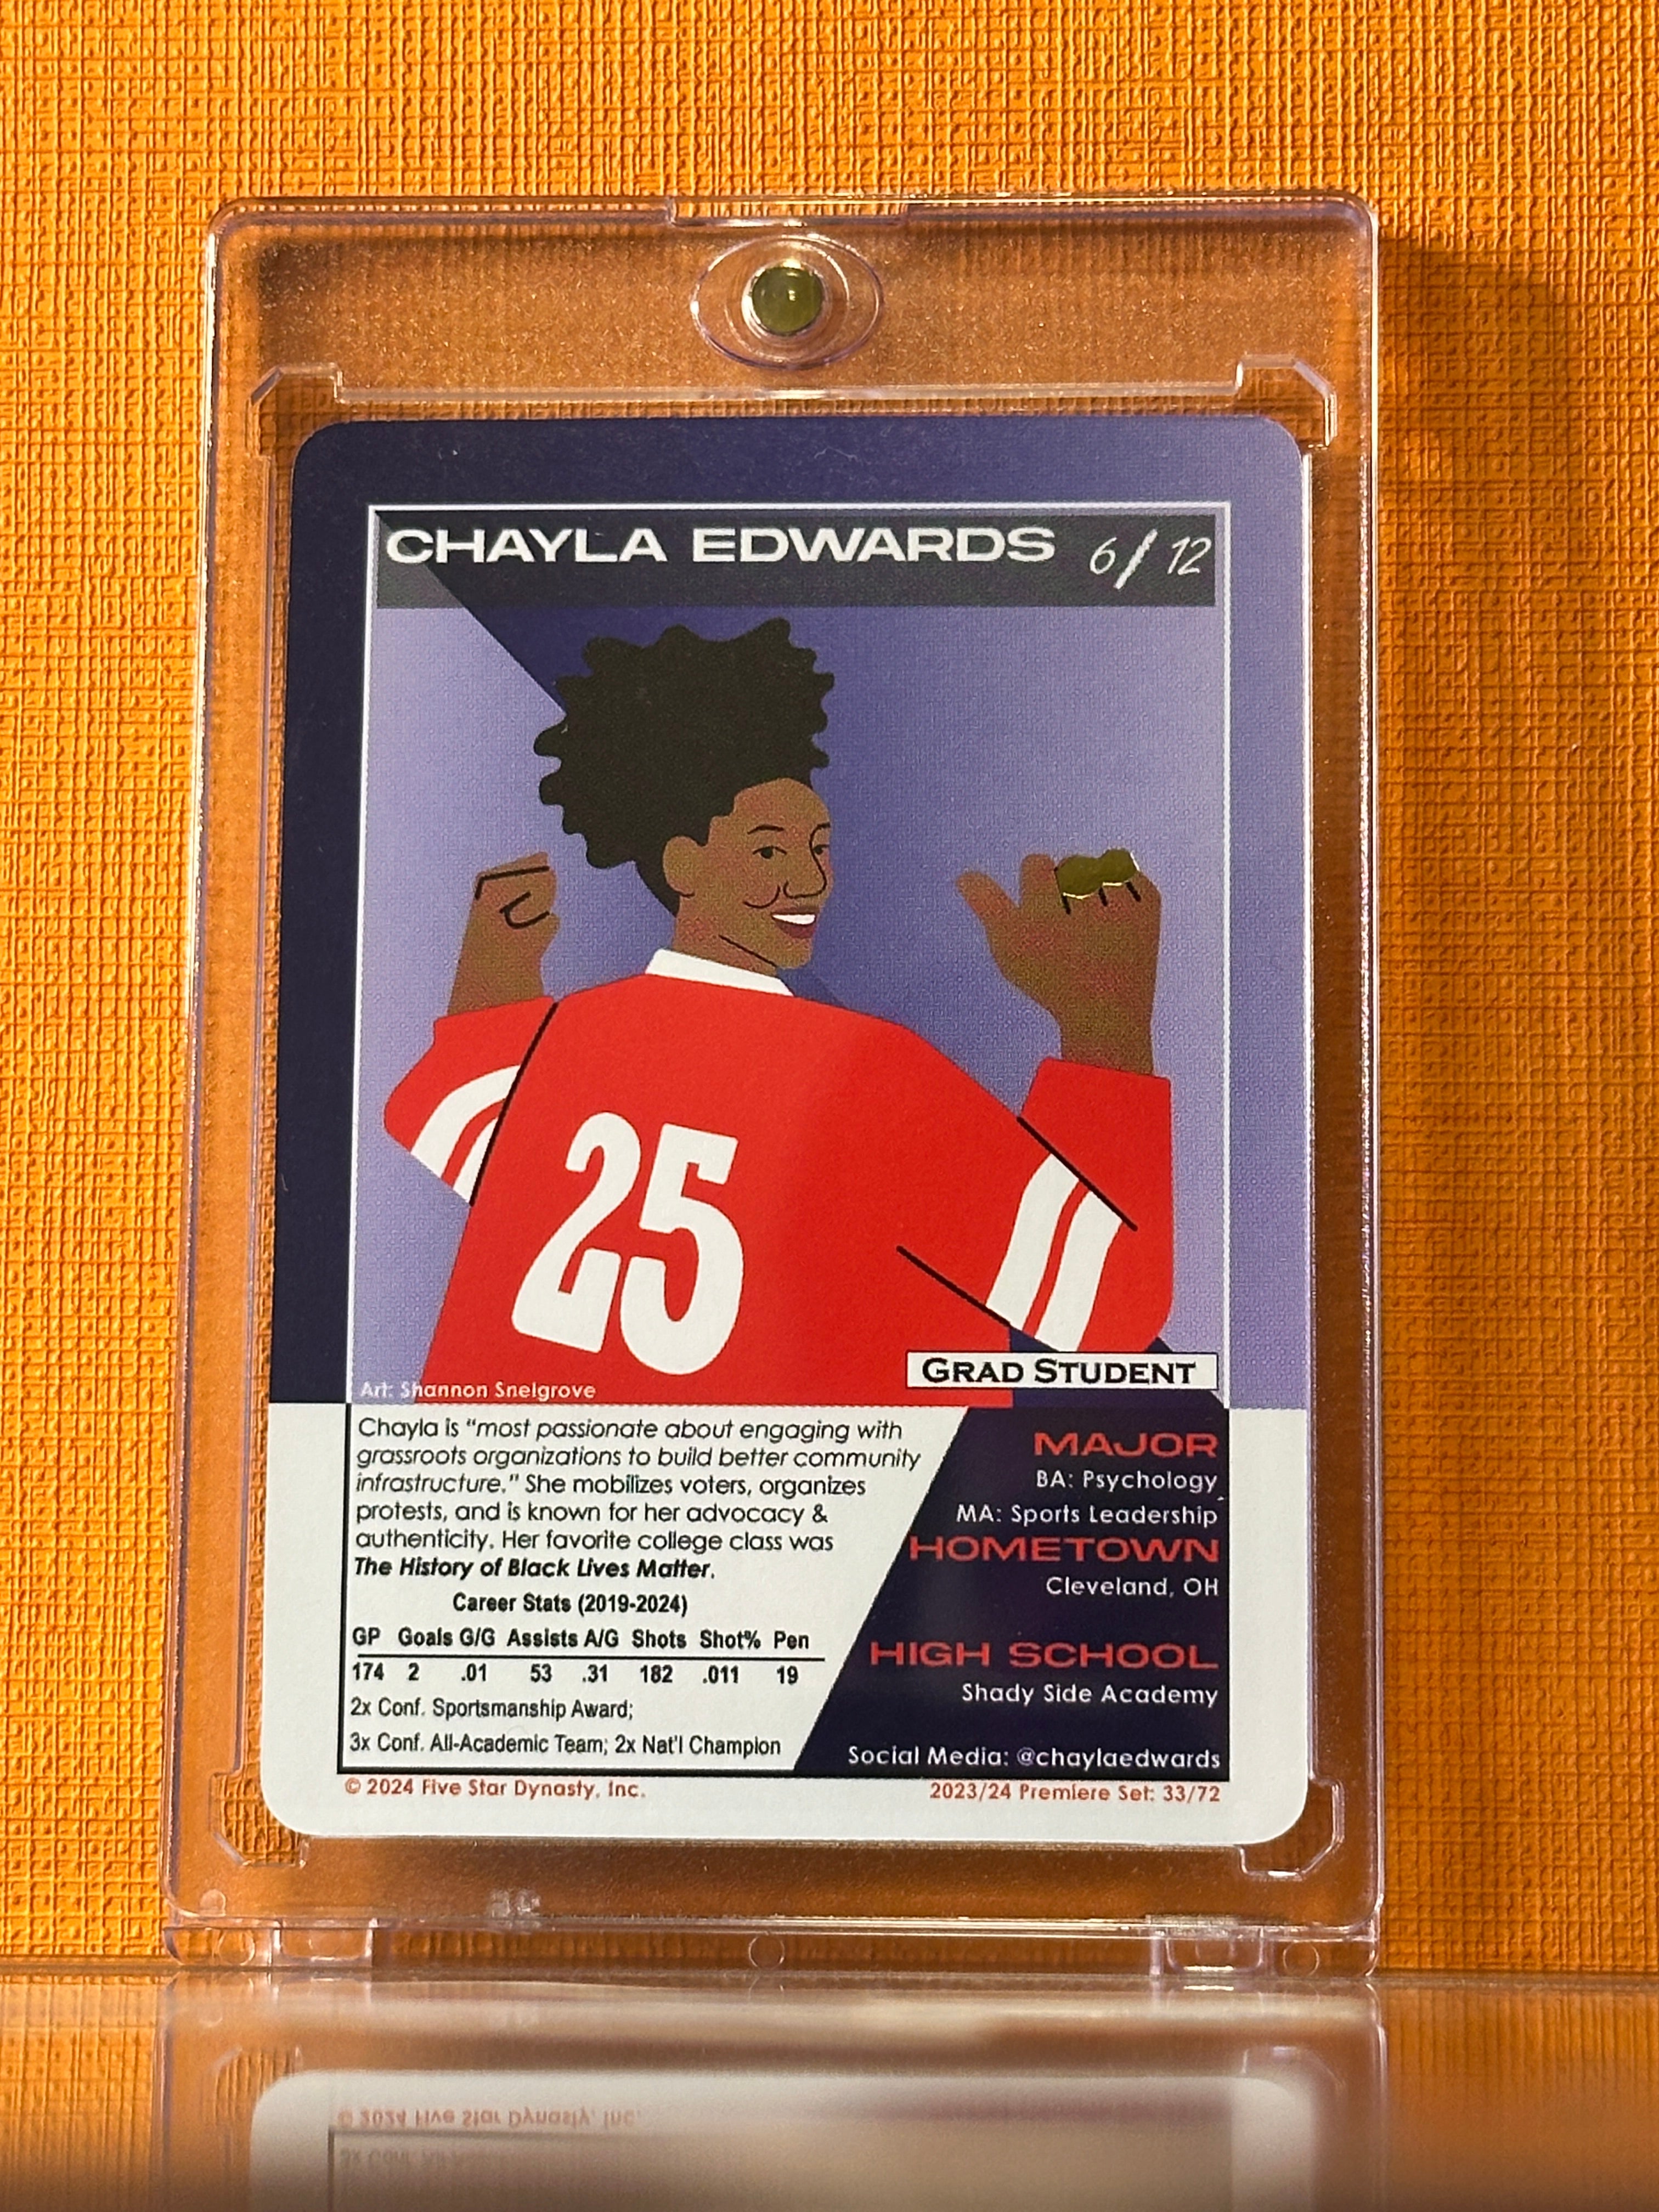 CHAYLA EDWARDS 6/12
25
GRAD STUDENT
Art: Shannon Snelgrove
Chayla is “most passionate about engaging with
grassroots organizations to build better community
infrastructure.” She mobilizes voters, organizes
protests, and is known for her advocacy &
authenticity. Her favorite college class was
The History of Black Lives Matter.
Career Stats (2019-2024)
GP Goals G/G Assists A/G Shots Shot% Pen
174 2 .01 53 .31 182 .011 19
2x Conf. Sportsmanship Award;
3x Conf. All-Academic Team; 2x Nat'l Champion
MAJOR
BA: Psychology
MA: Sports Leadership
HOMETOWN
Cleveland, OH
HIGH SCHOOL
Shady Side Academy
Social Media: @chaylaedwards
© 2024 Five Star Dynasty, Inc.
2023/24 Premiere Set: 33/72